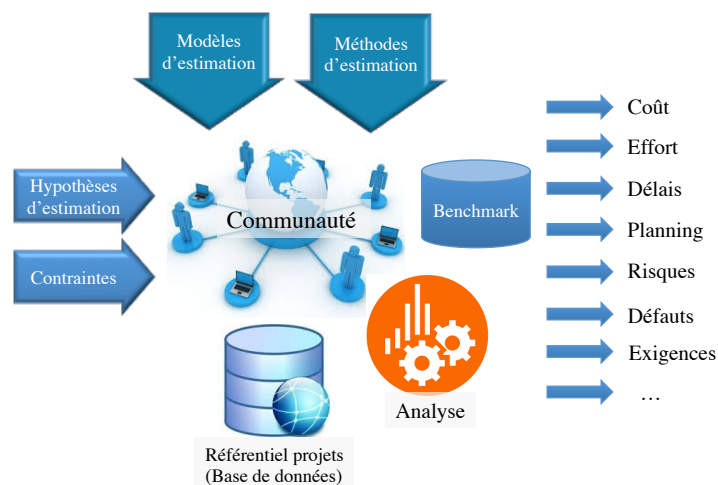 Modèles
d'estimation
Méthodes
d'estimation
Hypothèses
d'estimation
Contraintes
Communauté
Benchmark
Analyse
Référentiel projets
(Base de données)
Coût
Effort
Délais
Planning
Risques
Défauts
Exigences
…